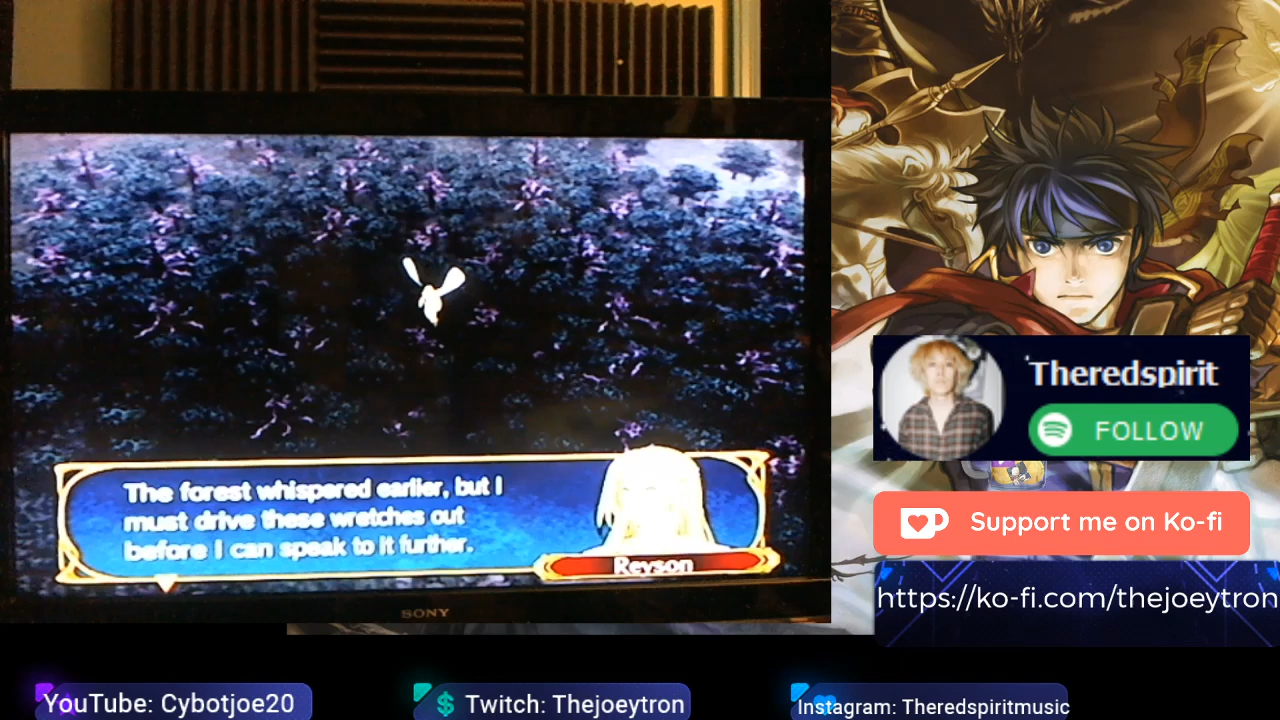 The forest whispered earlier, but I
must drive these wretches out
before I can speak to it further.
Reyson
SONY
Theredspirit
FOLLOW
Support me on Ko-fi
https://ko-fi.com/thejoeytron
YouTube: Cybotjoe20
Twitch: Thejoeytron
Instagram: Theredspiritmusic